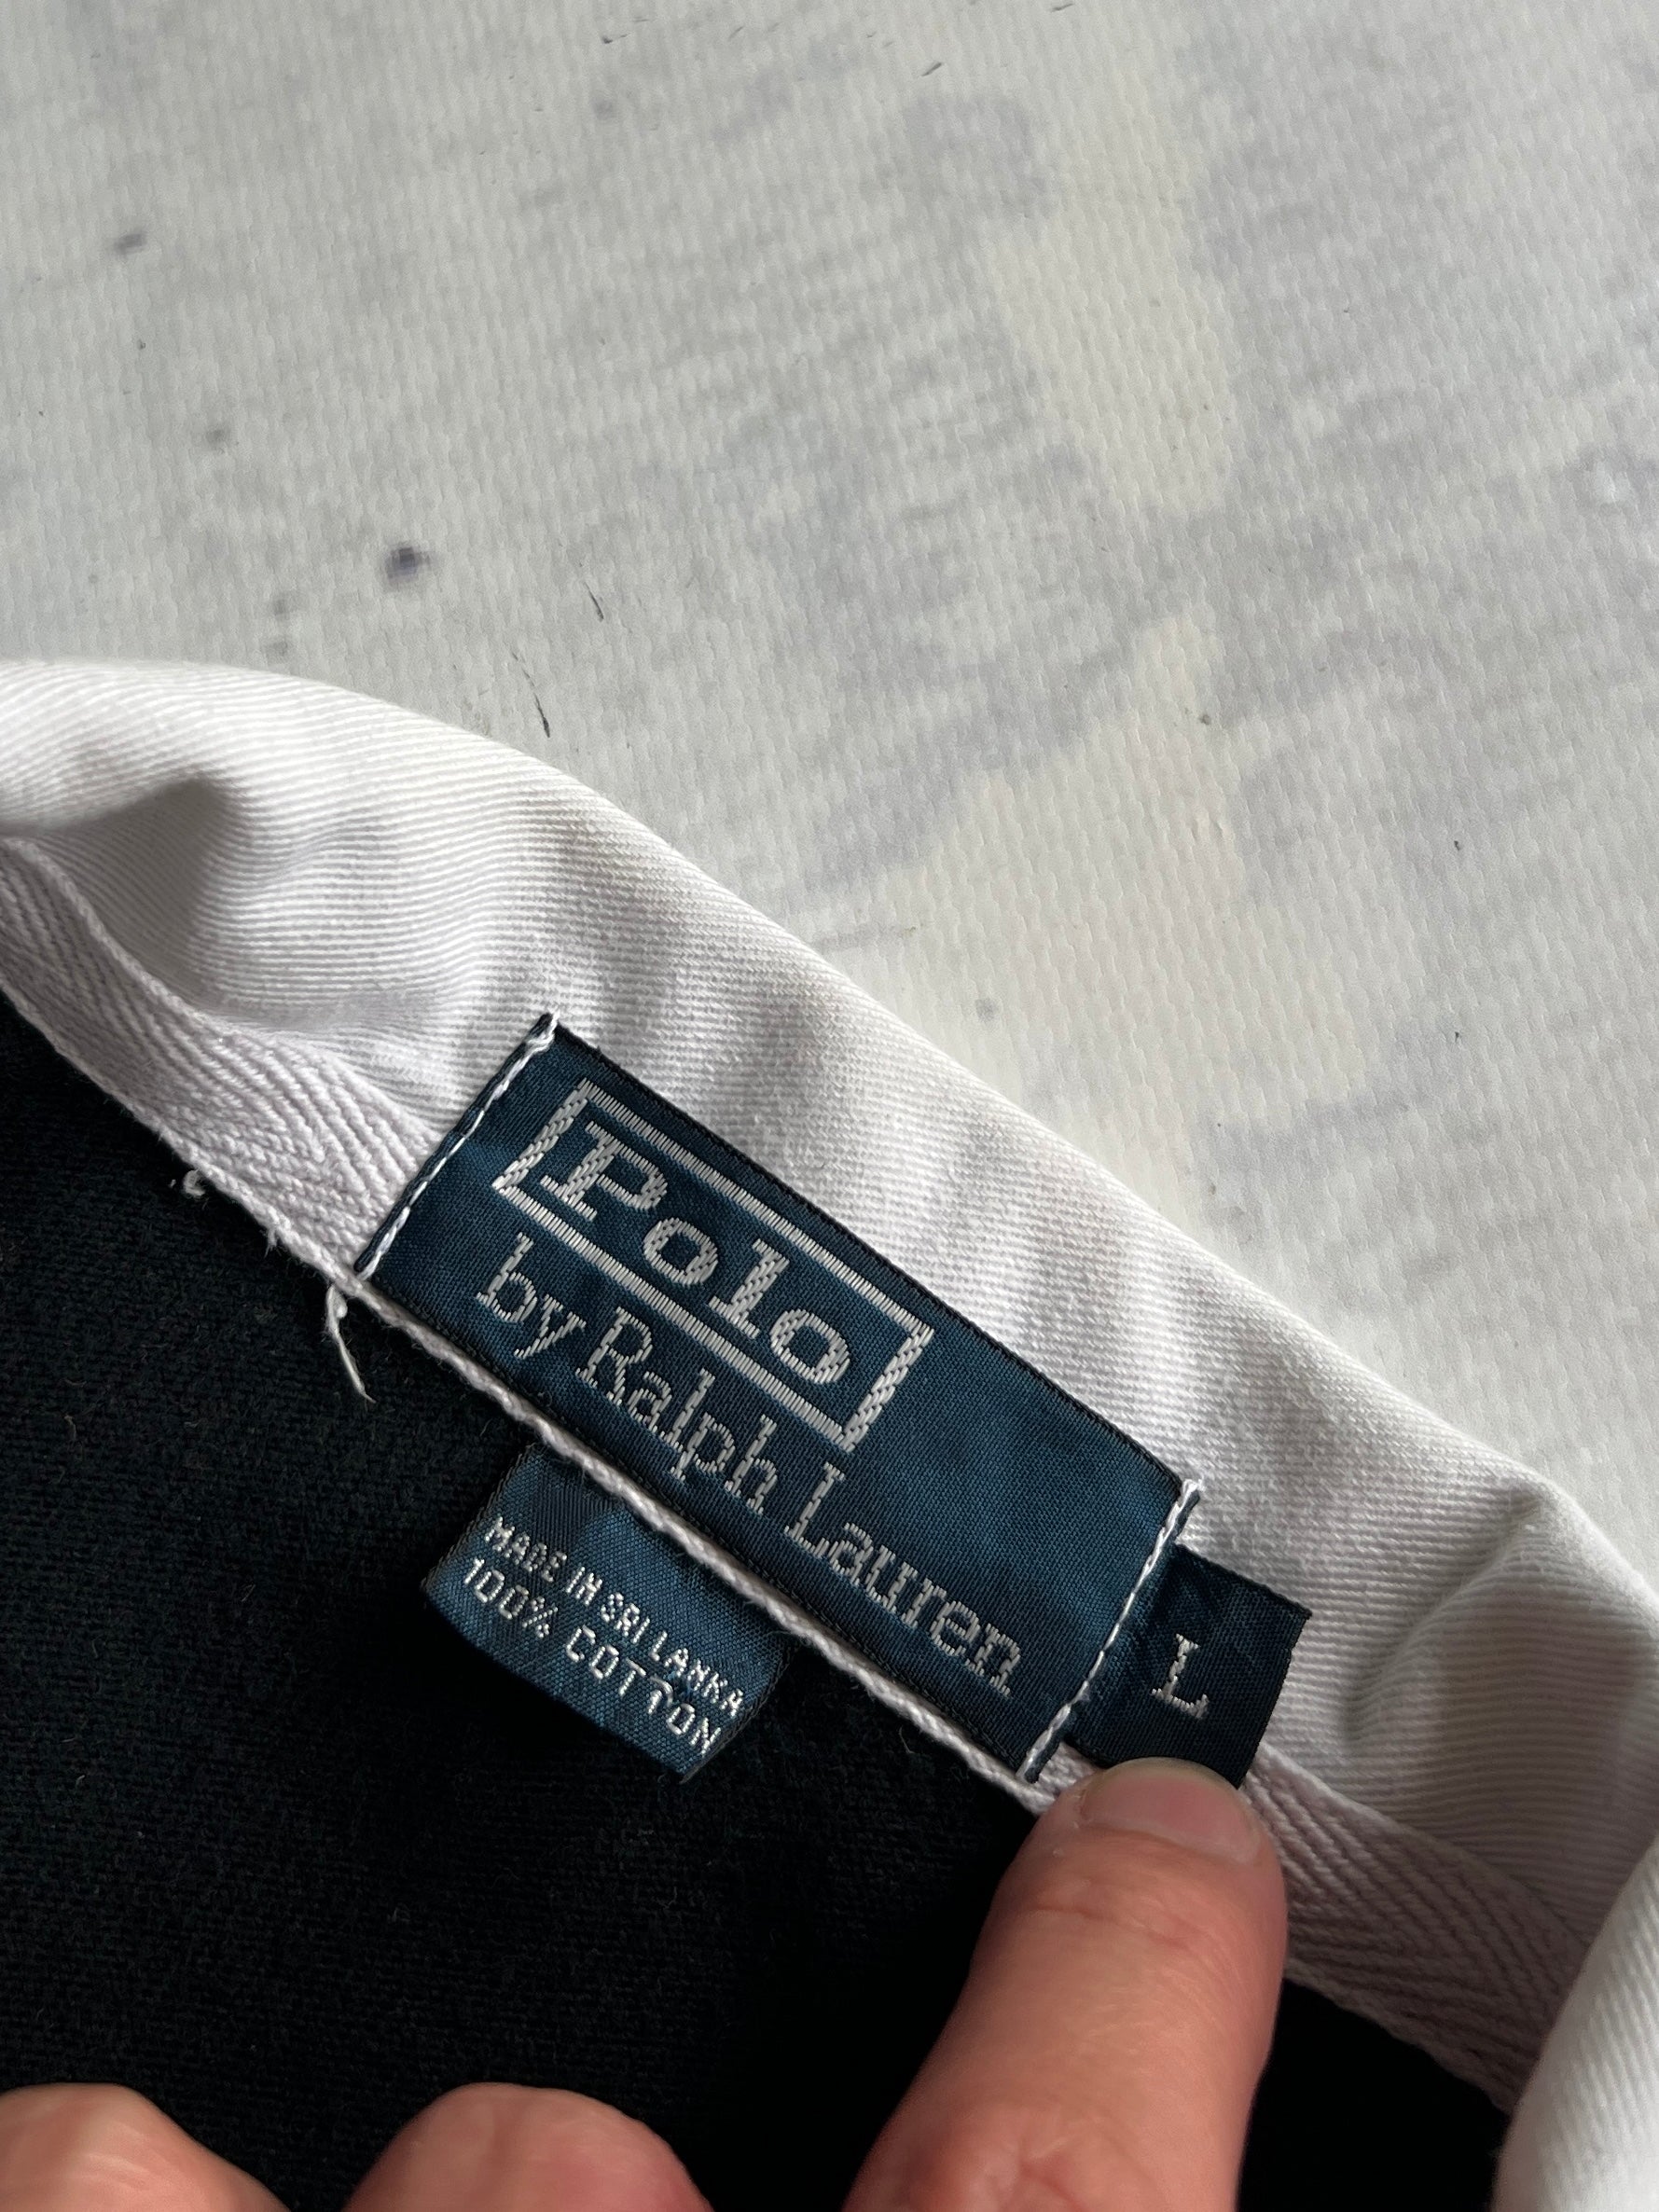 Polo
by Ralph Lauren
L
MADE IN SRI LANKA
100% COTTON